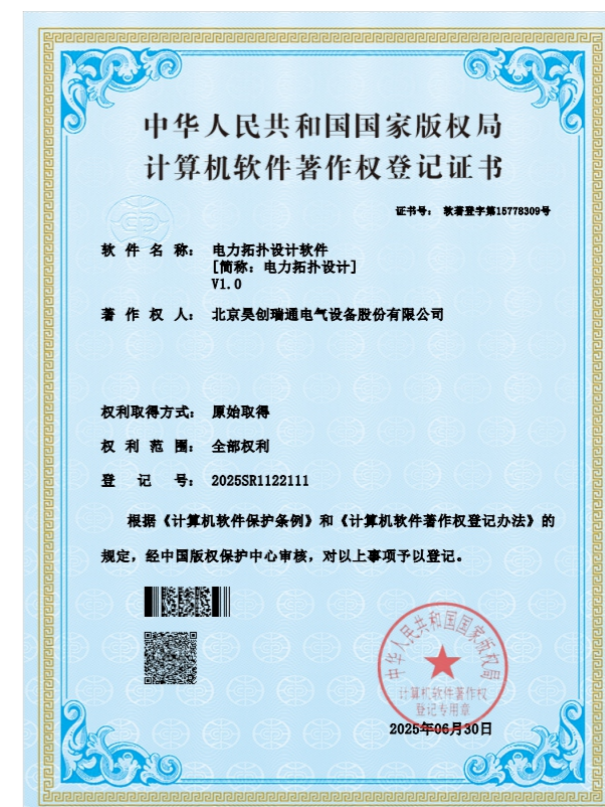 中华人民共和国国家版权局
计算机软件著作权登记证书
证书号： 软著登字第15778309号
软件名称： 电力拓扑设计软件
[简称：电力拓扑设计]
V1.0
著作权人： 北京昊创瑞通电气设备股份有限公司
权利取得方式： 原始取得
权利范围： 全部权利
登记号： 2025SR1122111
根据《计算机软件保护条例》和《计算机软件著作权登记办法》的
规定，经中国版权保护中心审核，对以上事项予以登记。
中华人民共和国国家版权局
计算机软件著作权
登记专用章
2025年06月30日